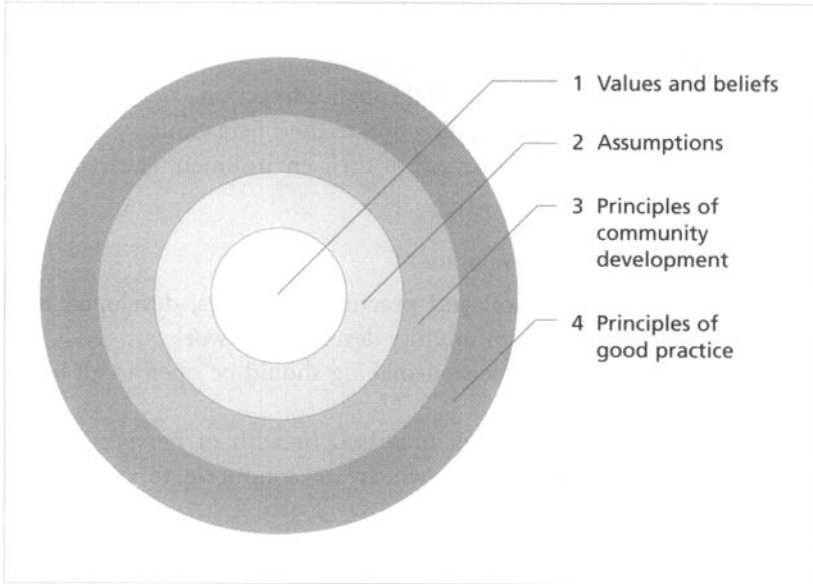 1 Values and beliefs
2 Assumptions
3 Principles of
community
development
4 Principles of
good practice